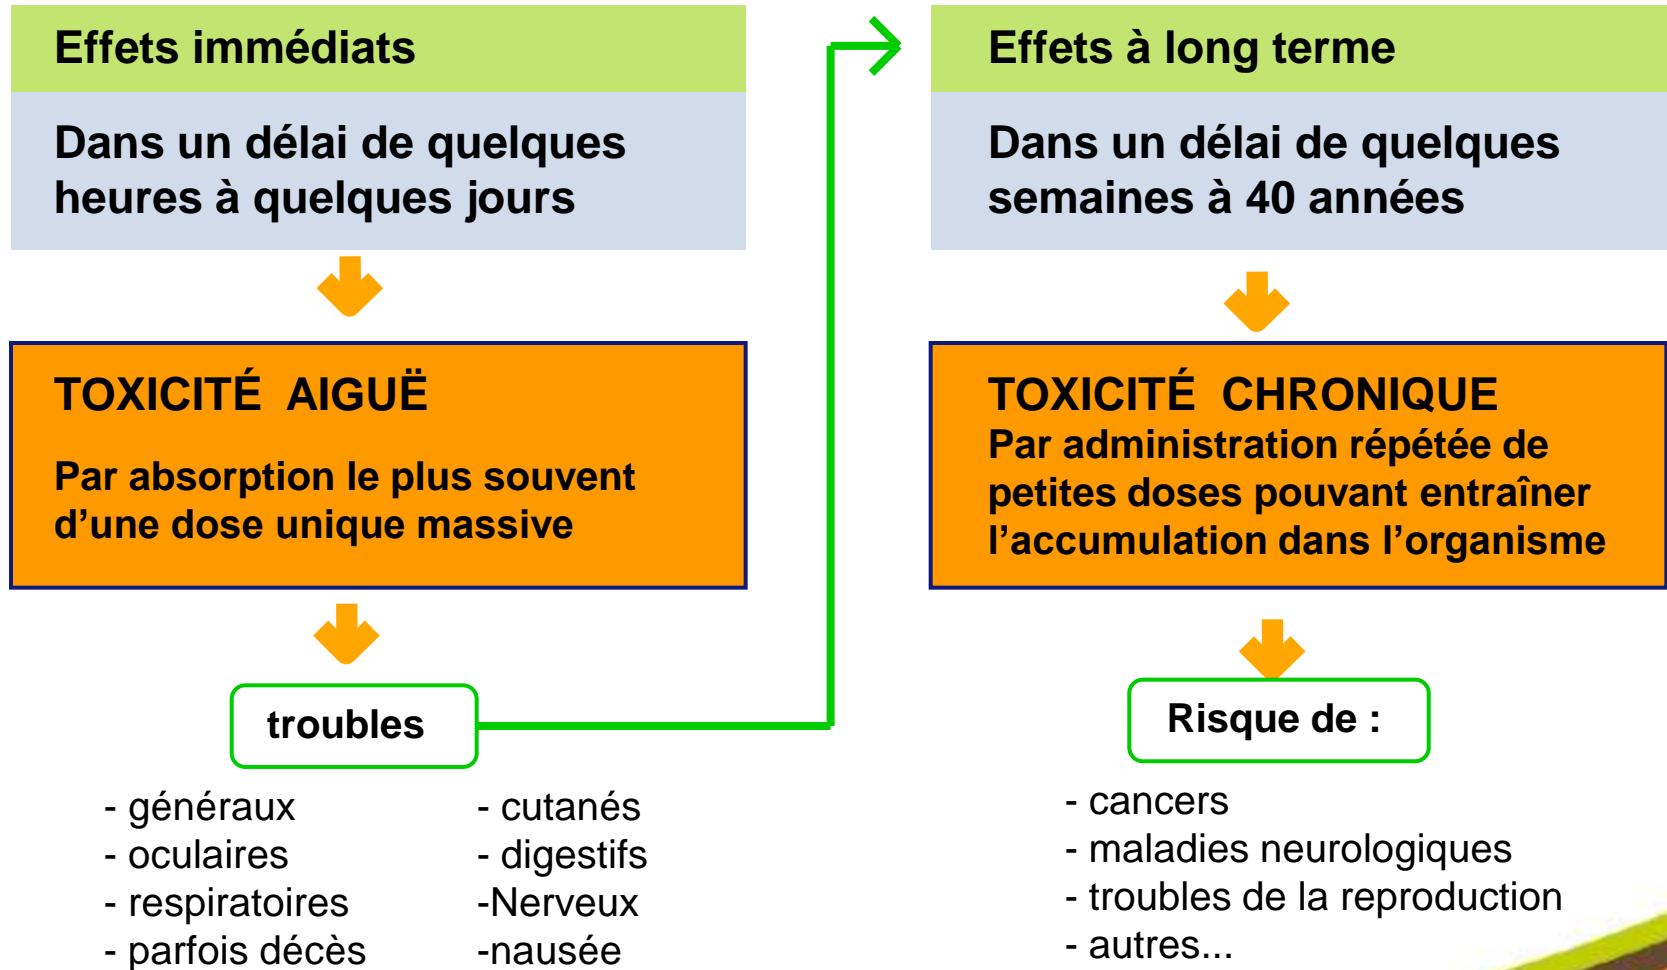 Effets immédiats
Dans un délai de quelques
heures à quelques jours
TOXICITÉ AIGUË
Par absorption le plus souvent
d’une dose unique massive
troubles
- généraux
- oculaires
- respiratoires
- parfois décès
- cutanés
- digestifs
-Nerveux
-nausée
Effets à long terme
Dans un délai de quelques
semaines à 40 années
TOXICITÉ CHRONIQUE
Par administration répétée de
petites doses pouvant entraîner
l’accumulation dans l’organisme
Risque de :
- cancers
- maladies neurologiques
- troubles de la reproduction
- autres...